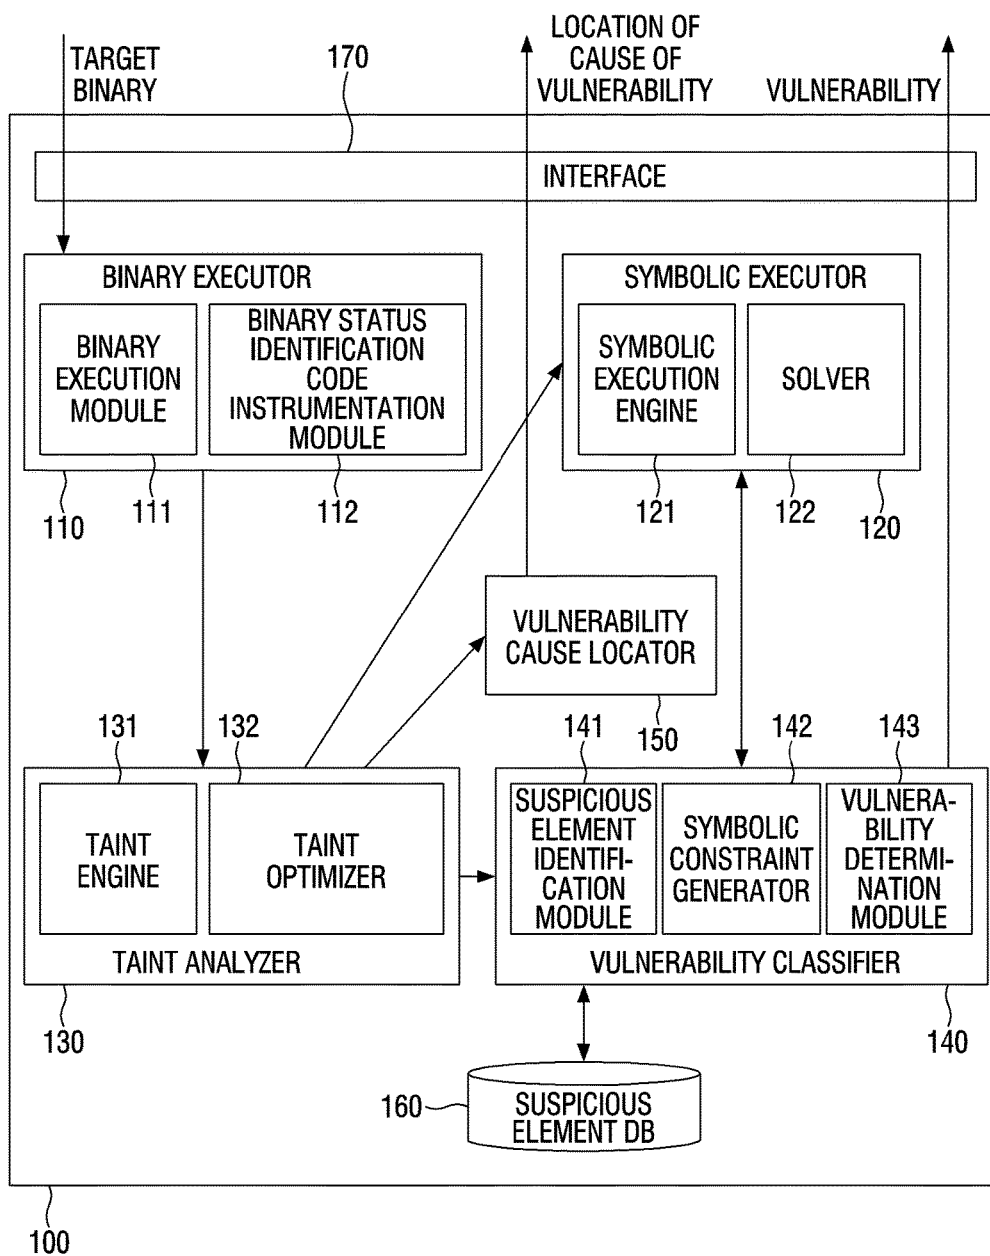 TARGET
BINARY
170
LOCATION OF
CAUSE OF
VULNERABILITY
VULNERABILITY
INTERFACE
BINARY EXECUTOR
BINARY
EXECUTION
MODULE
BINARY STATUS
IDENTIFICATION
CODE
INSTRUMENTATION
MODULE
SYMBOLIC EXECUTOR
SYMBOLIC
EXECUTION
ENGINE
SOLVER
110
111
112
121
122
120
VULNERABILITY
CAUSE LOCATOR
150
131
132
141
142
143
TAINT
ENGINE
TAINT
OPTIMIZER
TAINT ANALYZER
SUSPICIOUS
ELEMENT
IDENTIFI-
CATION
MODULE
SYMBOLIC
CONSTRAINT
GENERATOR
VULNERA-
BILITY
DETERMI-
NATION
MODULE
VULNERABILITY CLASSIFIER
130
140
160
SUSPICIOUS
ELEMENT DB
100